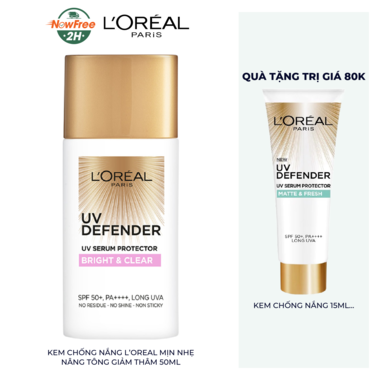 NowFree
2H
L'ORÉAL
PARIS
L'ORÉAL
PARIS
UV
DEFENDER
UV SERUM PROTECTOR
BRIGHT & CLEAR
SPF 50+, PA++++, LONG UVA
NO RESIDUE - NO SHINE - NON STICKY
KEM CHỐNG NẮNG L'OREAL MỊN NHẸ
NÂNG TÔNG GIẢM THÂM 50ML
QUÀ TẶNG TRỊ GIÁ 80K
L'ORÉAL
PARIS
NEW
UV
DEFENDER
UV SERUM PROTECTOR
MATTE & FRESH
SPF 50+, PA++++
LONG UVA
KEM CHỐNG NẮNG 15ML...